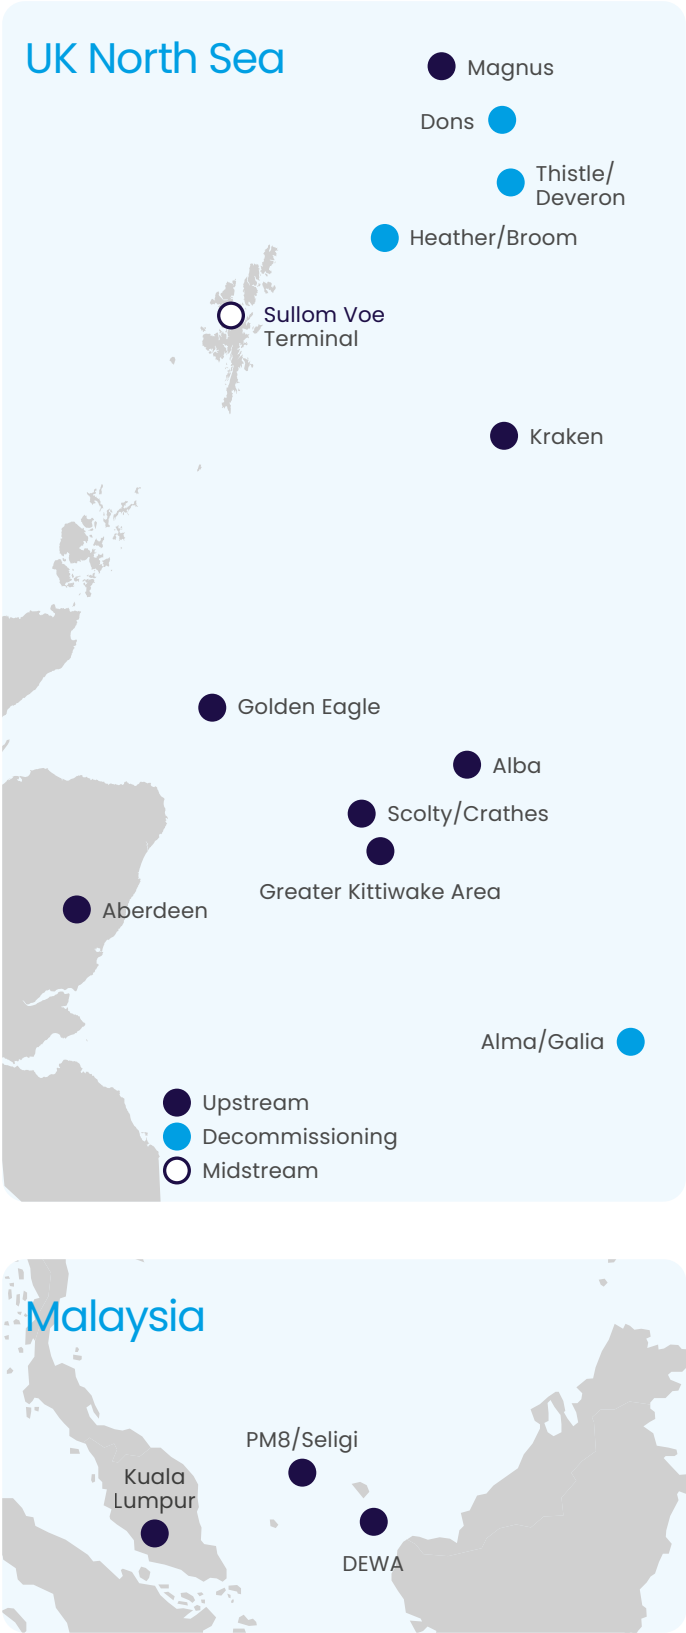 UK North Sea
Magnus
Dons
Thistle/
Deveron
Heather/Broom
Sullom Voe
Terminal
Kraken
Golden Eagle
Alba
Scolty/Crathes
Greater Kittiwake Area
Aberdeen
Alma/Galia
Upstream
Decommissioning
Midstream
Malaysia
PM8/Seligi
Kuala
Lumpur
DEWA